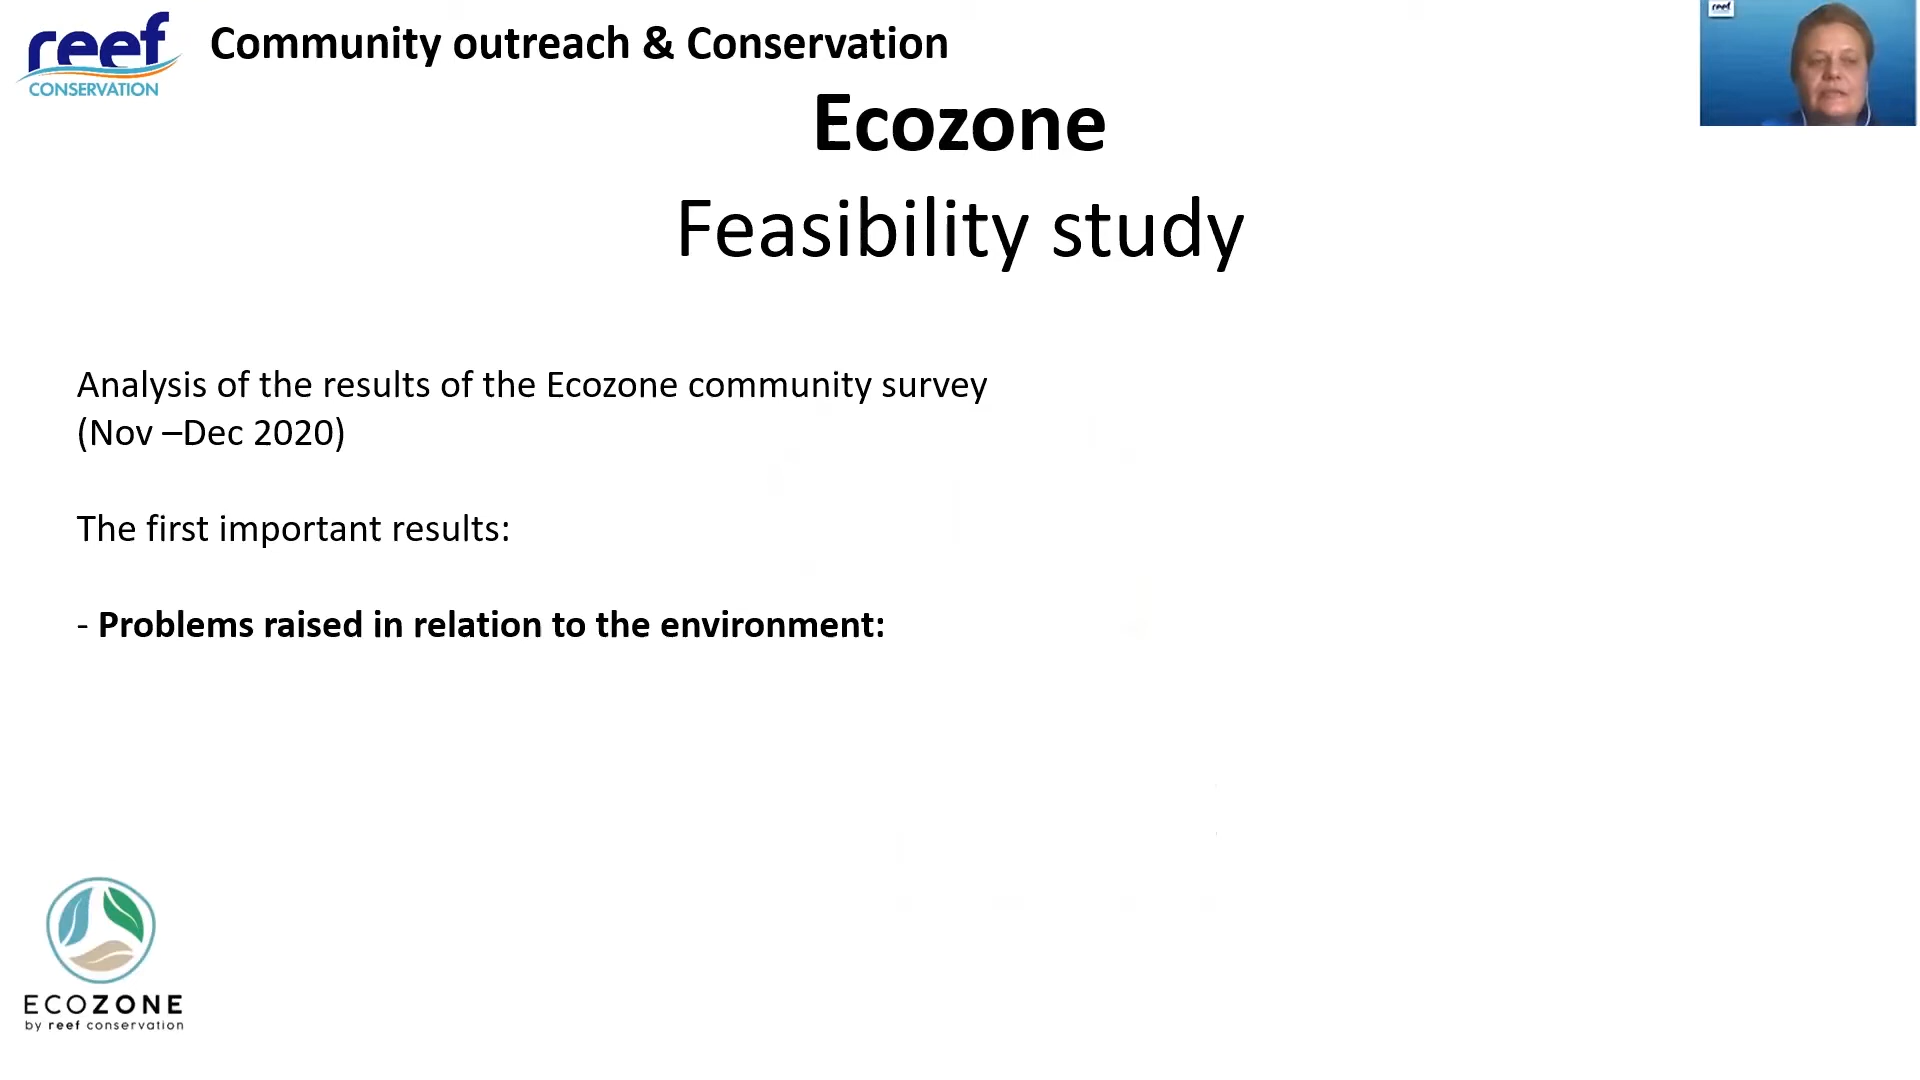 reef
CONSERVATION
Community outreach & Conservation
reef
Ecozone
Feasibility study
Analysis of the results of the Ecozone community survey
(Nov –Dec 2020)
The first important results:
- Problems raised in relation to the environment:
ECOZONE
by reef conservation